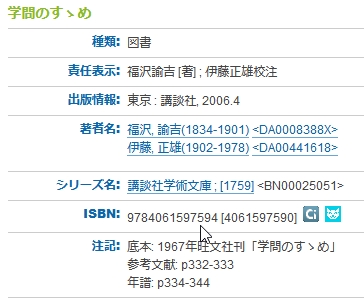 学問のすゝめ
種類: 図書
責任表示: 福沢諭吉 [著] ; 伊藤正雄校注
出版情報: 東京 : 講談社, 2006.4
著者名: 福沢, 諭吉(1834-1901) <DA0008388X>
伊藤, 正雄(1902-1978) <DA00441618>
シリーズ名: 講談社学術文庫 ; [1759] <BN00025051>
ISBN: 9784061597594 [4061597590] Ci
注記: 底本: 1967年旺文社刊「学問のすゝめ」
参考文献: p332-333
年譜: p334-344